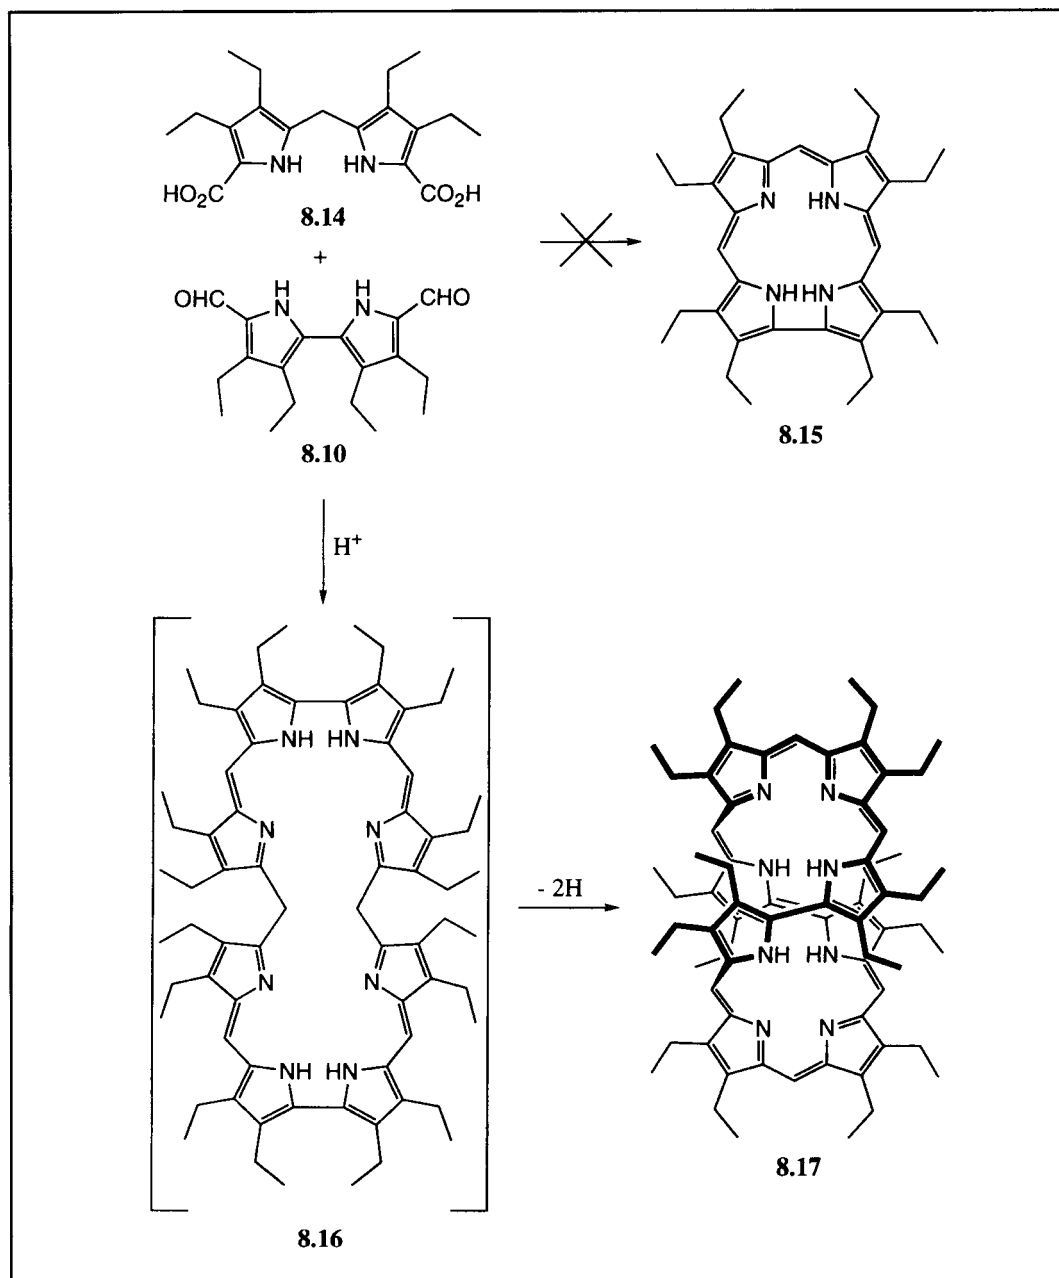 NH HN
HO₂C CO₂H
8.14
+
H H
OHC N N CHO
8.10
N HN
NH HN
8.15
H⁺
NH HN
N N
N N
NH HN
8.16
- 2H
N N
NH HN
NH HN
N N
8.17